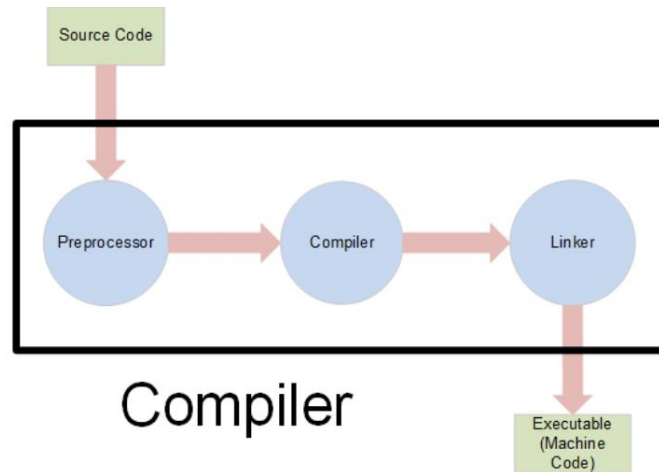 Source Code
Preprocessor
Compiler
Linker
Compiler
Executable
(Machine
Code)